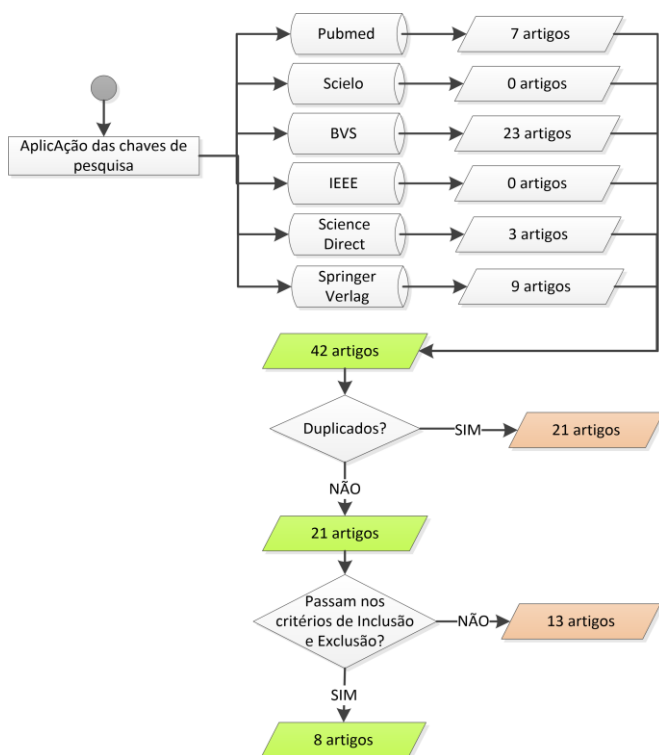 Pubmed
7 artigos
Scielo
0 artigos
AplicAção das chaves de
pesquisa
BVS
23 artigos
IEEE
0 artigos
Science
Direct
3 artigos
Springer
Verlag
9 artigos
42 artigos
Duplicados?
SIM
21 artigos
NÃO
21 artigos
Passam nos
critérios de Inclusão
e Exclusão?
NÃO
13 artigos
SIM
8 artigos